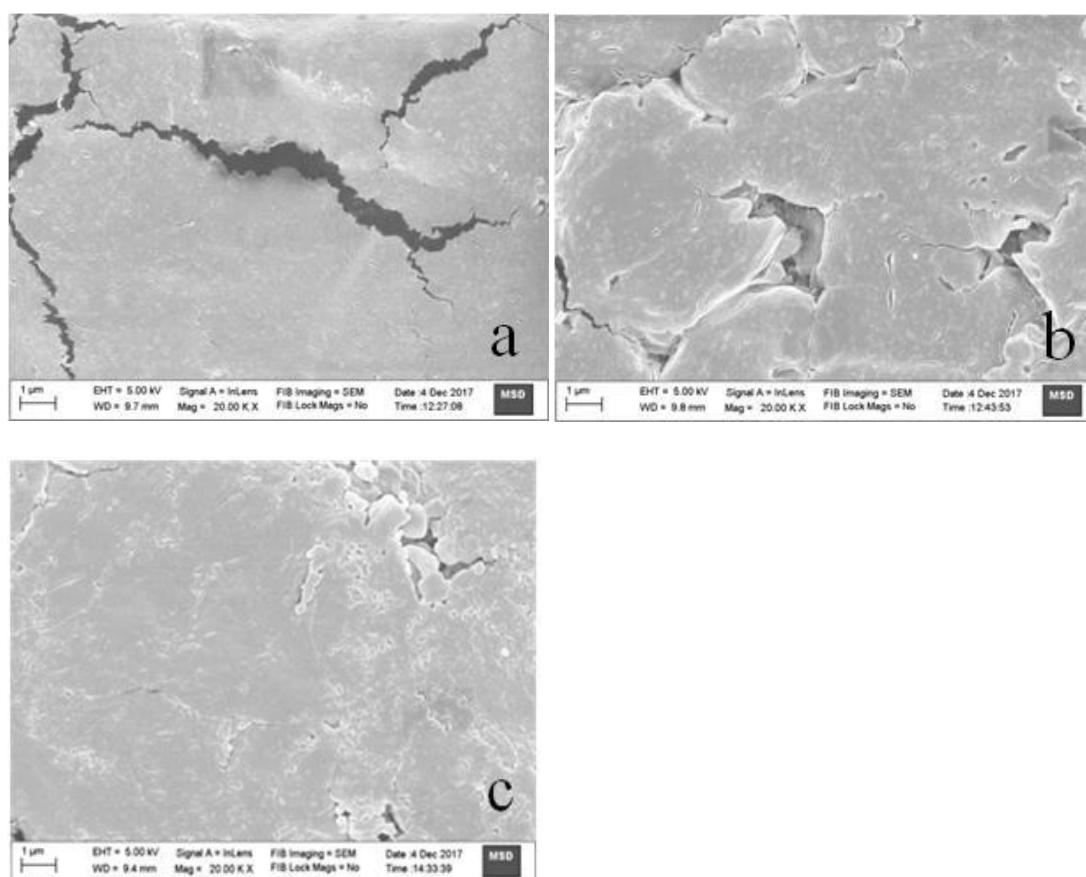 a
1 µm EHT = 5.00 kV Signal A = InLens FIB Imaging = SEM Date :4 Dec 2017 MSD
WD = 9.7 mm Mag = 20.00 K X FIB Lock Mags = No Time :12:27:08
b
1 µm EHT = 5.00 kV Signal A = InLens FIB Imaging = SEM Date :4 Dec 2017 MSD
WD = 9.8 mm Mag = 20.00 K X FIB Lock Mags = No Time :12:43:53
c
1 µm EHT = 5.00 kV Signal A = InLens FIB Imaging = SEM Date :4 Dec 2017 MSD
WD = 9.4 mm Mag = 20.00 K X FIB Lock Mags = No Time :14:33:39